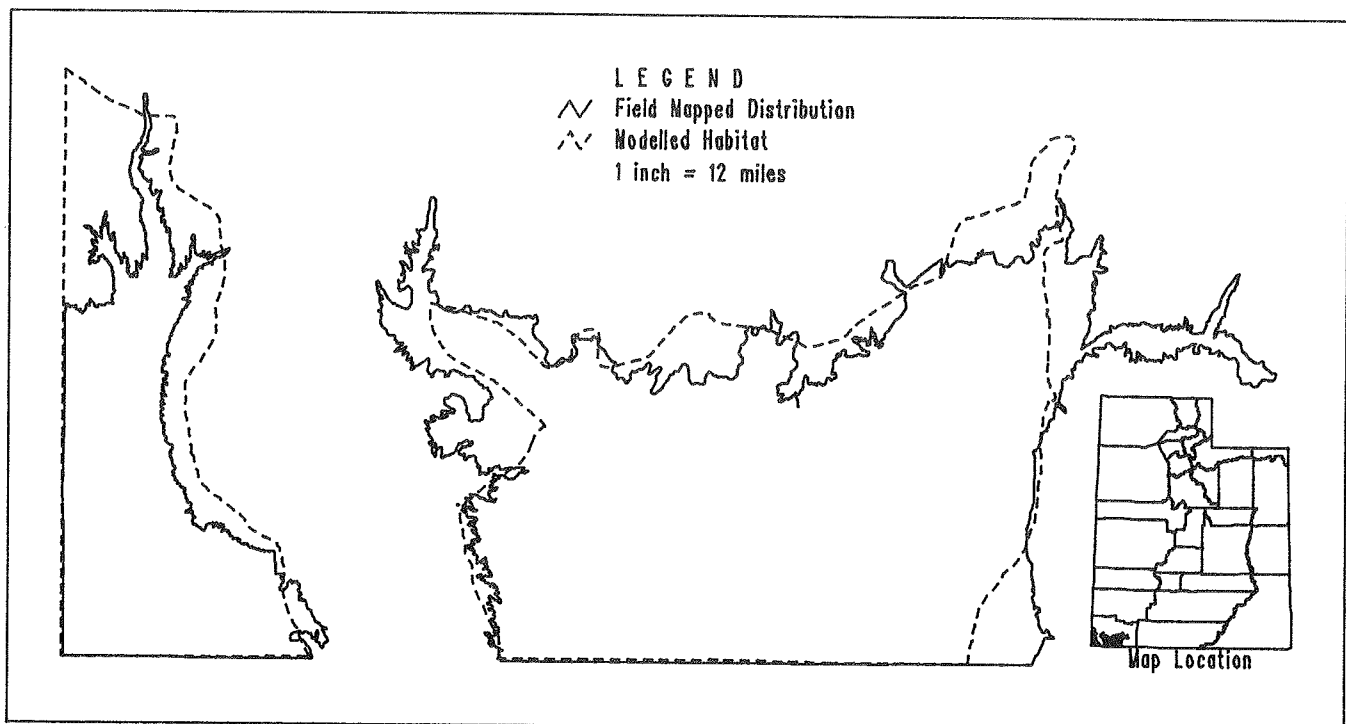 LEGEND
Field Mapped Distribution
Modelled Habitat
1 inch = 12 miles
Map Location